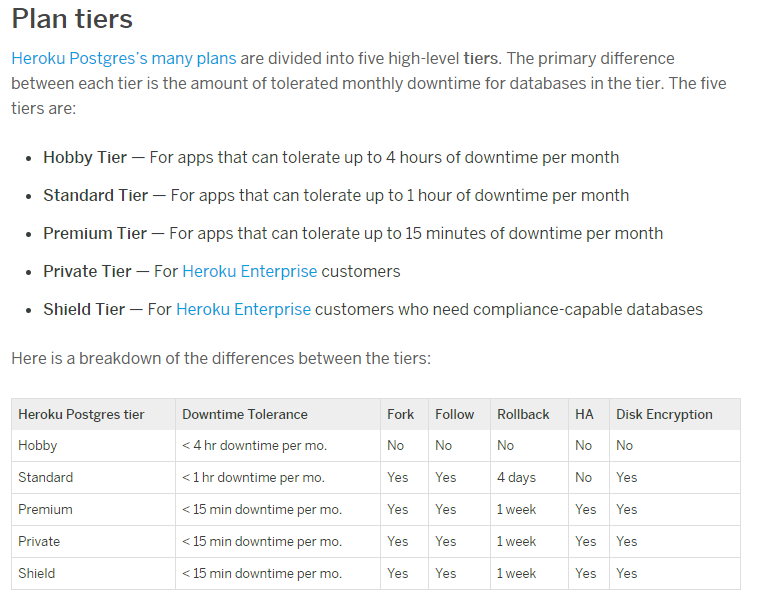 Plan tiers
Heroku Postgres’s many plans are divided into five high-level tiers. The primary difference
between each tier is the amount of tolerated monthly downtime for databases in the tier. The five
tiers are:
• Hobby Tier — For apps that can tolerate up to 4 hours of downtime per month
• Standard Tier — For apps that can tolerate up to 1 hour of downtime per month
• Premium Tier — For apps that can tolerate up to 15 minutes of downtime per month
• Private Tier — For Heroku Enterprise customers
• Shield Tier — For Heroku Enterprise customers who need compliance-capable databases
Here is a breakdown of the differences between the tiers:
Heroku Postgres tier Downtime Tolerance Fork Follow Rollback HA Disk Encryption
Hobby < 4 hr downtime per mo. No No No No No
Standard < 1 hr downtime per mo. Yes Yes 4 days No Yes
Premium < 15 min downtime per mo. Yes Yes 1 week Yes Yes
Private < 15 min downtime per mo. Yes Yes 1 week Yes Yes
Shield < 15 min downtime per mo. Yes Yes 1 week Yes Yes